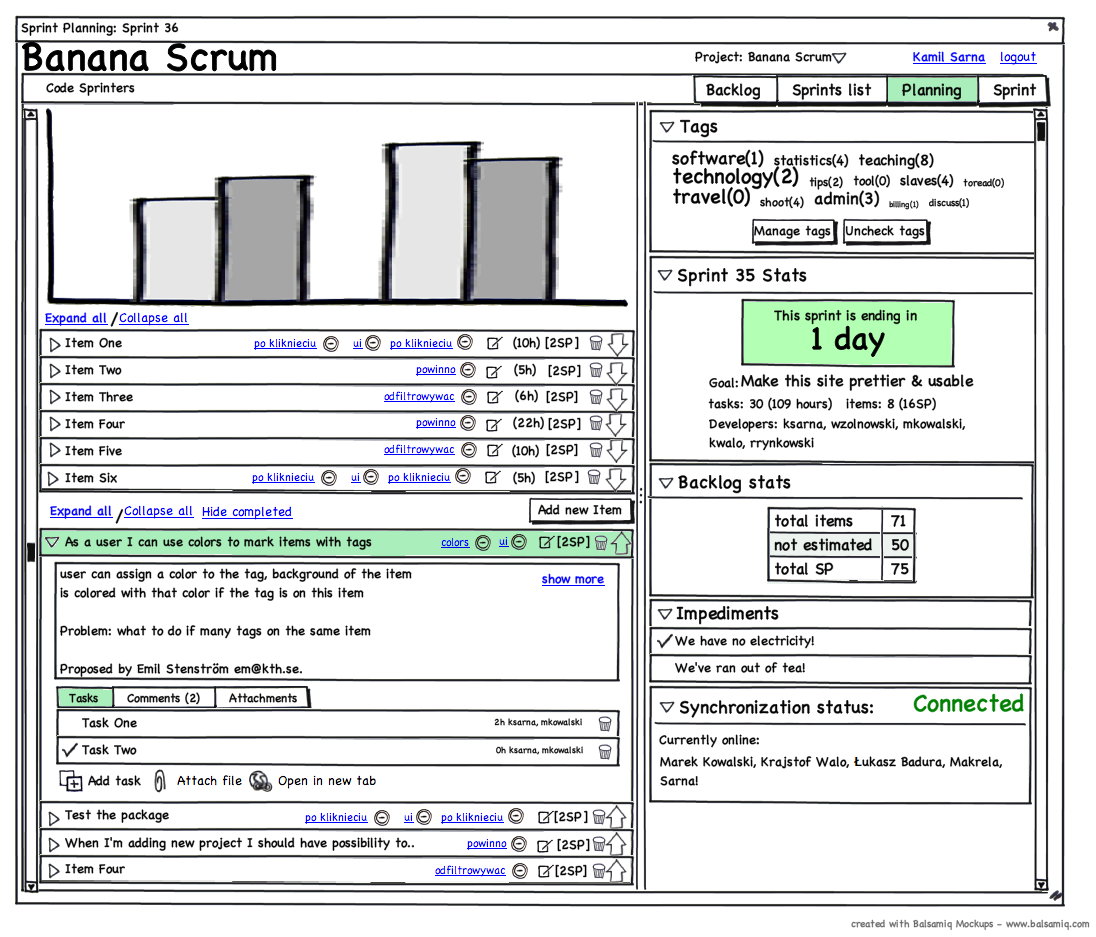 Sprint Planning: Sprint 36
Banana Scrum
Project: Banana Scrum
Kamil Sarna
logout
Code Sprinters
Backlog
Sprints list
Planning
Sprint
Expand all / Collapse all
Item One po kliknieciu ui po kliknieciu (10h) [2SP]
Item Two powinno (5h) [2SP]
Item Three odfiltrowywac (6h) [2SP]
Item Four powinno (22h) [2SP]
Item Five odfiltrowywac (10h) [2SP]
Item Six po kliknieciu ui po kliknieciu (5h) [2SP]
Expand all / Collapse all Hide completed
Add new Item
As a user I can use colors to mark items with tags colors ui [2SP]
user can assign a color to the tag, background of the item
is colored with that color if the tag is on this item
show more
Problem: what to do if many tags on the same item
Proposed by Emil Stenström em@kth.se.
Tasks
Comments (2)
Attachments
Task One 2h ksarna, mkowalski
Task Two 0h ksarna, mkowalski
Add task Attach file Open in new tab
Test the package po kliknieciu ui po kliknieciu [2SP]
When I'm adding new project I should have possibility to.. powinno [2SP]
Item Four odfiltrowywac [2SP]
Tags
software(1) statistics(4) teaching(8)
technology(2) tips(2) tool(0) slaves(4) toread(0)
travel(0) shoot(4) admin(3) billing(1) discuss(1)
Manage tags
Uncheck tags
Sprint 35 Stats
This sprint is ending in
1 day
Goal: Make this site prettier & usable
tasks: 30 (109 hours) items: 8 (16SP)
Developers: ksarna, wzolnowski, mkowalski,
kwalo, rrynkowski
Backlog stats
total items 71
not estimated 50
total SP 75
Impediments
We have no electricity!
We've ran out of tea!
Synchronization status: Connected
Currently online:
Marek Kowalski, Krajstof Walo, Łukasz Badura, Makrela,
Sarna!
created with Balsamiq Mockups - www.balsamiq.com